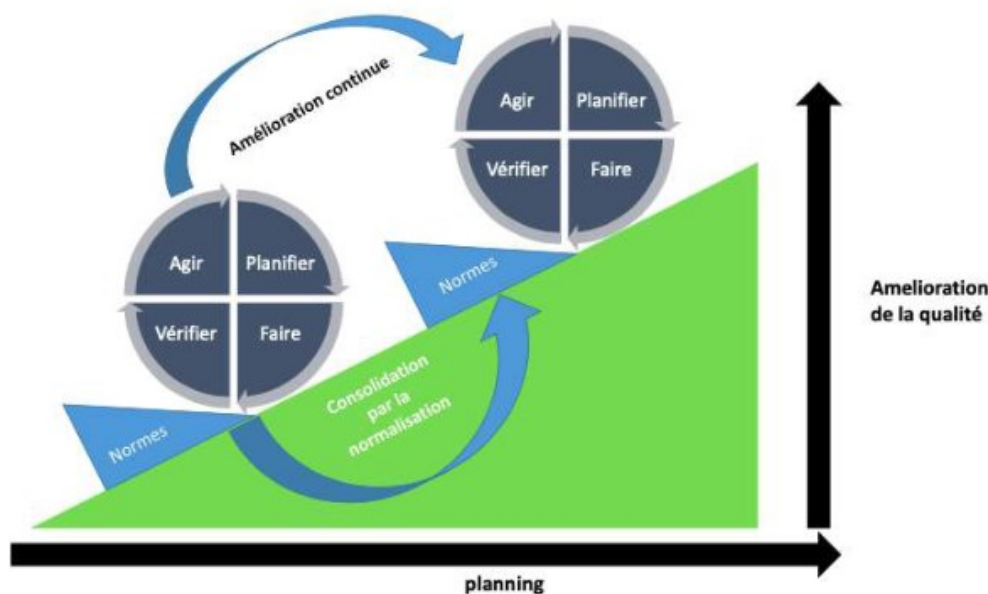 Amélioration continue
Agir
Planifier
Vérifier
Faire
Agir
Planifier
Vérifier
Faire
Normes
Normes
Consolidation
par la
normalisation
Amelioration
de la qualité
planning